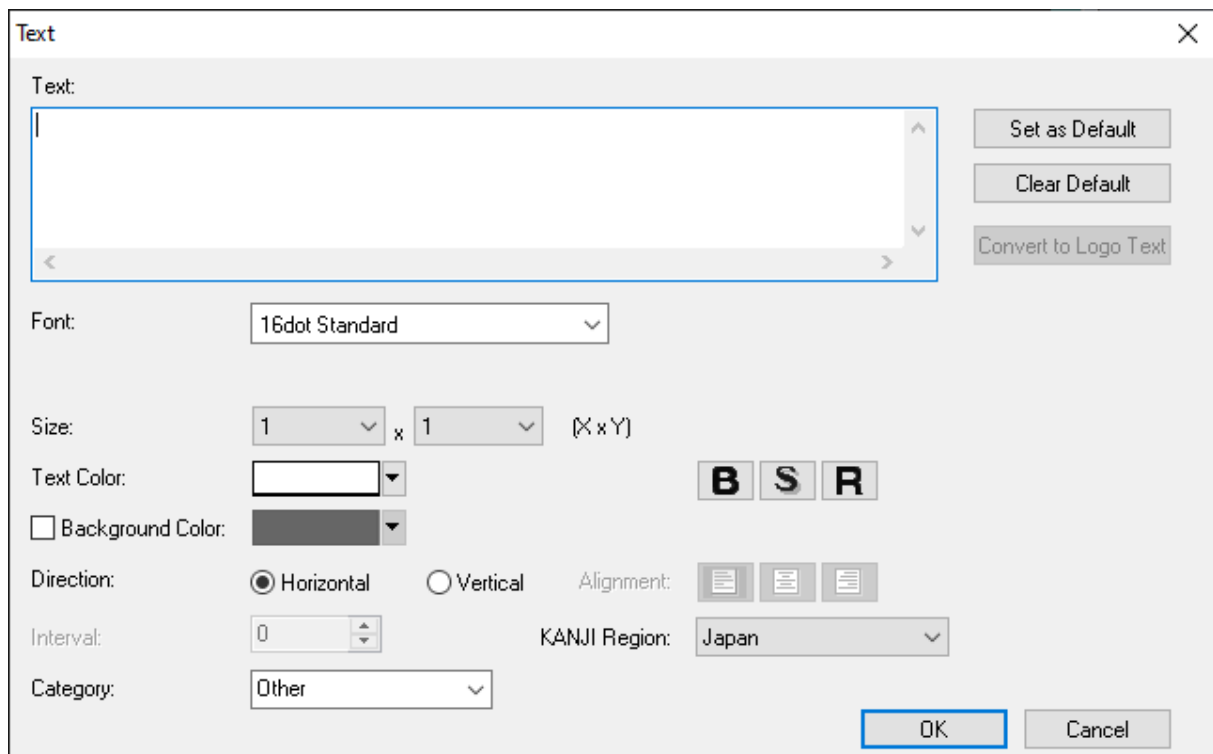 Text
Text:
Set as Default
Clear Default
Convert to Logo Text
Font: 16dot Standard
Size: 1 x 1 (X x Y)
Text Color: B S R
Background Color:
Direction: Horizontal Vertical Alignment:
Interval: 0 KANJI Region: Japan
Category: Other
OK Cancel